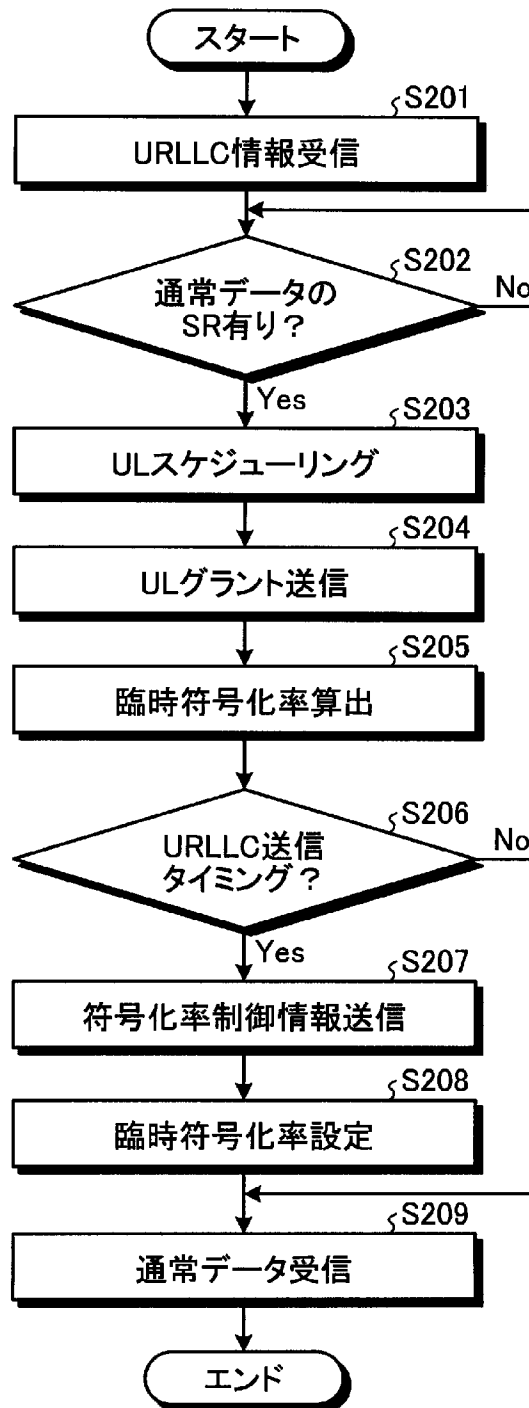 スタート
S201
URLLC情報受信
S202
通常データの
SR有り？
No
Yes
S203
ULスケジューリング
S204
ULグラント送信
S205
臨時符号化率算出
S206
URLLC送信
タイミング？
No
Yes
S207
符号化率制御情報送信
S208
臨時符号化率設定
S209
通常データ受信
エンド